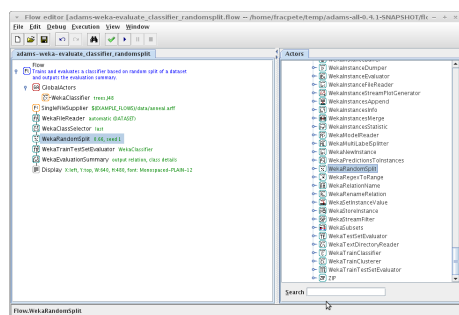 Flow editor [adams-weka-evaluate_classifier_randomsplit.flow -- /home/fracpete/temp/adams-all-0.4.1-SNAPSHOT/flo
File Edit Debug Execution View Window
adams-weka-evaluate_classifier_randomsplit
Flow
Trains and evaluates a classifier based on random split of a dataset
and outputs the evaluation summary.
GlobalActors
WekaClassifier trees.J48
SingleFileSupplier ${EXAMPLE_FLOWS}/data/anneal.arff
WekaFileReader automatic (DATASET)
WekaClassSelector last
WekaRandomSplit 0.66, seed 1
WekaTrainTestSetEvaluator WekaClassifier
WekaEvaluationSummary output relation, class details
Display X:left, Y:top, W:640, H:480, font: Monospaced-PLAIN-12
Actors
WekaInstanceDumper
WekaInstanceEvaluator
WekaInstanceFileReader
WekaInstanceStreamPlotGenerator
WekaInstancesAppend
WekaInstancesInfo
WekaInstancesMerge
WekaInstancesStatistic
WekaModelReader
WekaMultiLabelSplitter
WekaNewInstance
WekaPredictionsToInstances
WekaRandomSplit
WekaRegexToRange
WekaRelationName
WekaRenameRelation
WekaSetInstanceValue
WekaStoreInstance
WekaStreamFilter
WekaSubsets
WekaTestSetEvaluator
WekaTextDirectoryReader
WekaTrainClassifier
WekaTrainClusterer
WekaTrainTestSetEvaluator
ZIP
Search
Flow.WekaRandomSplit